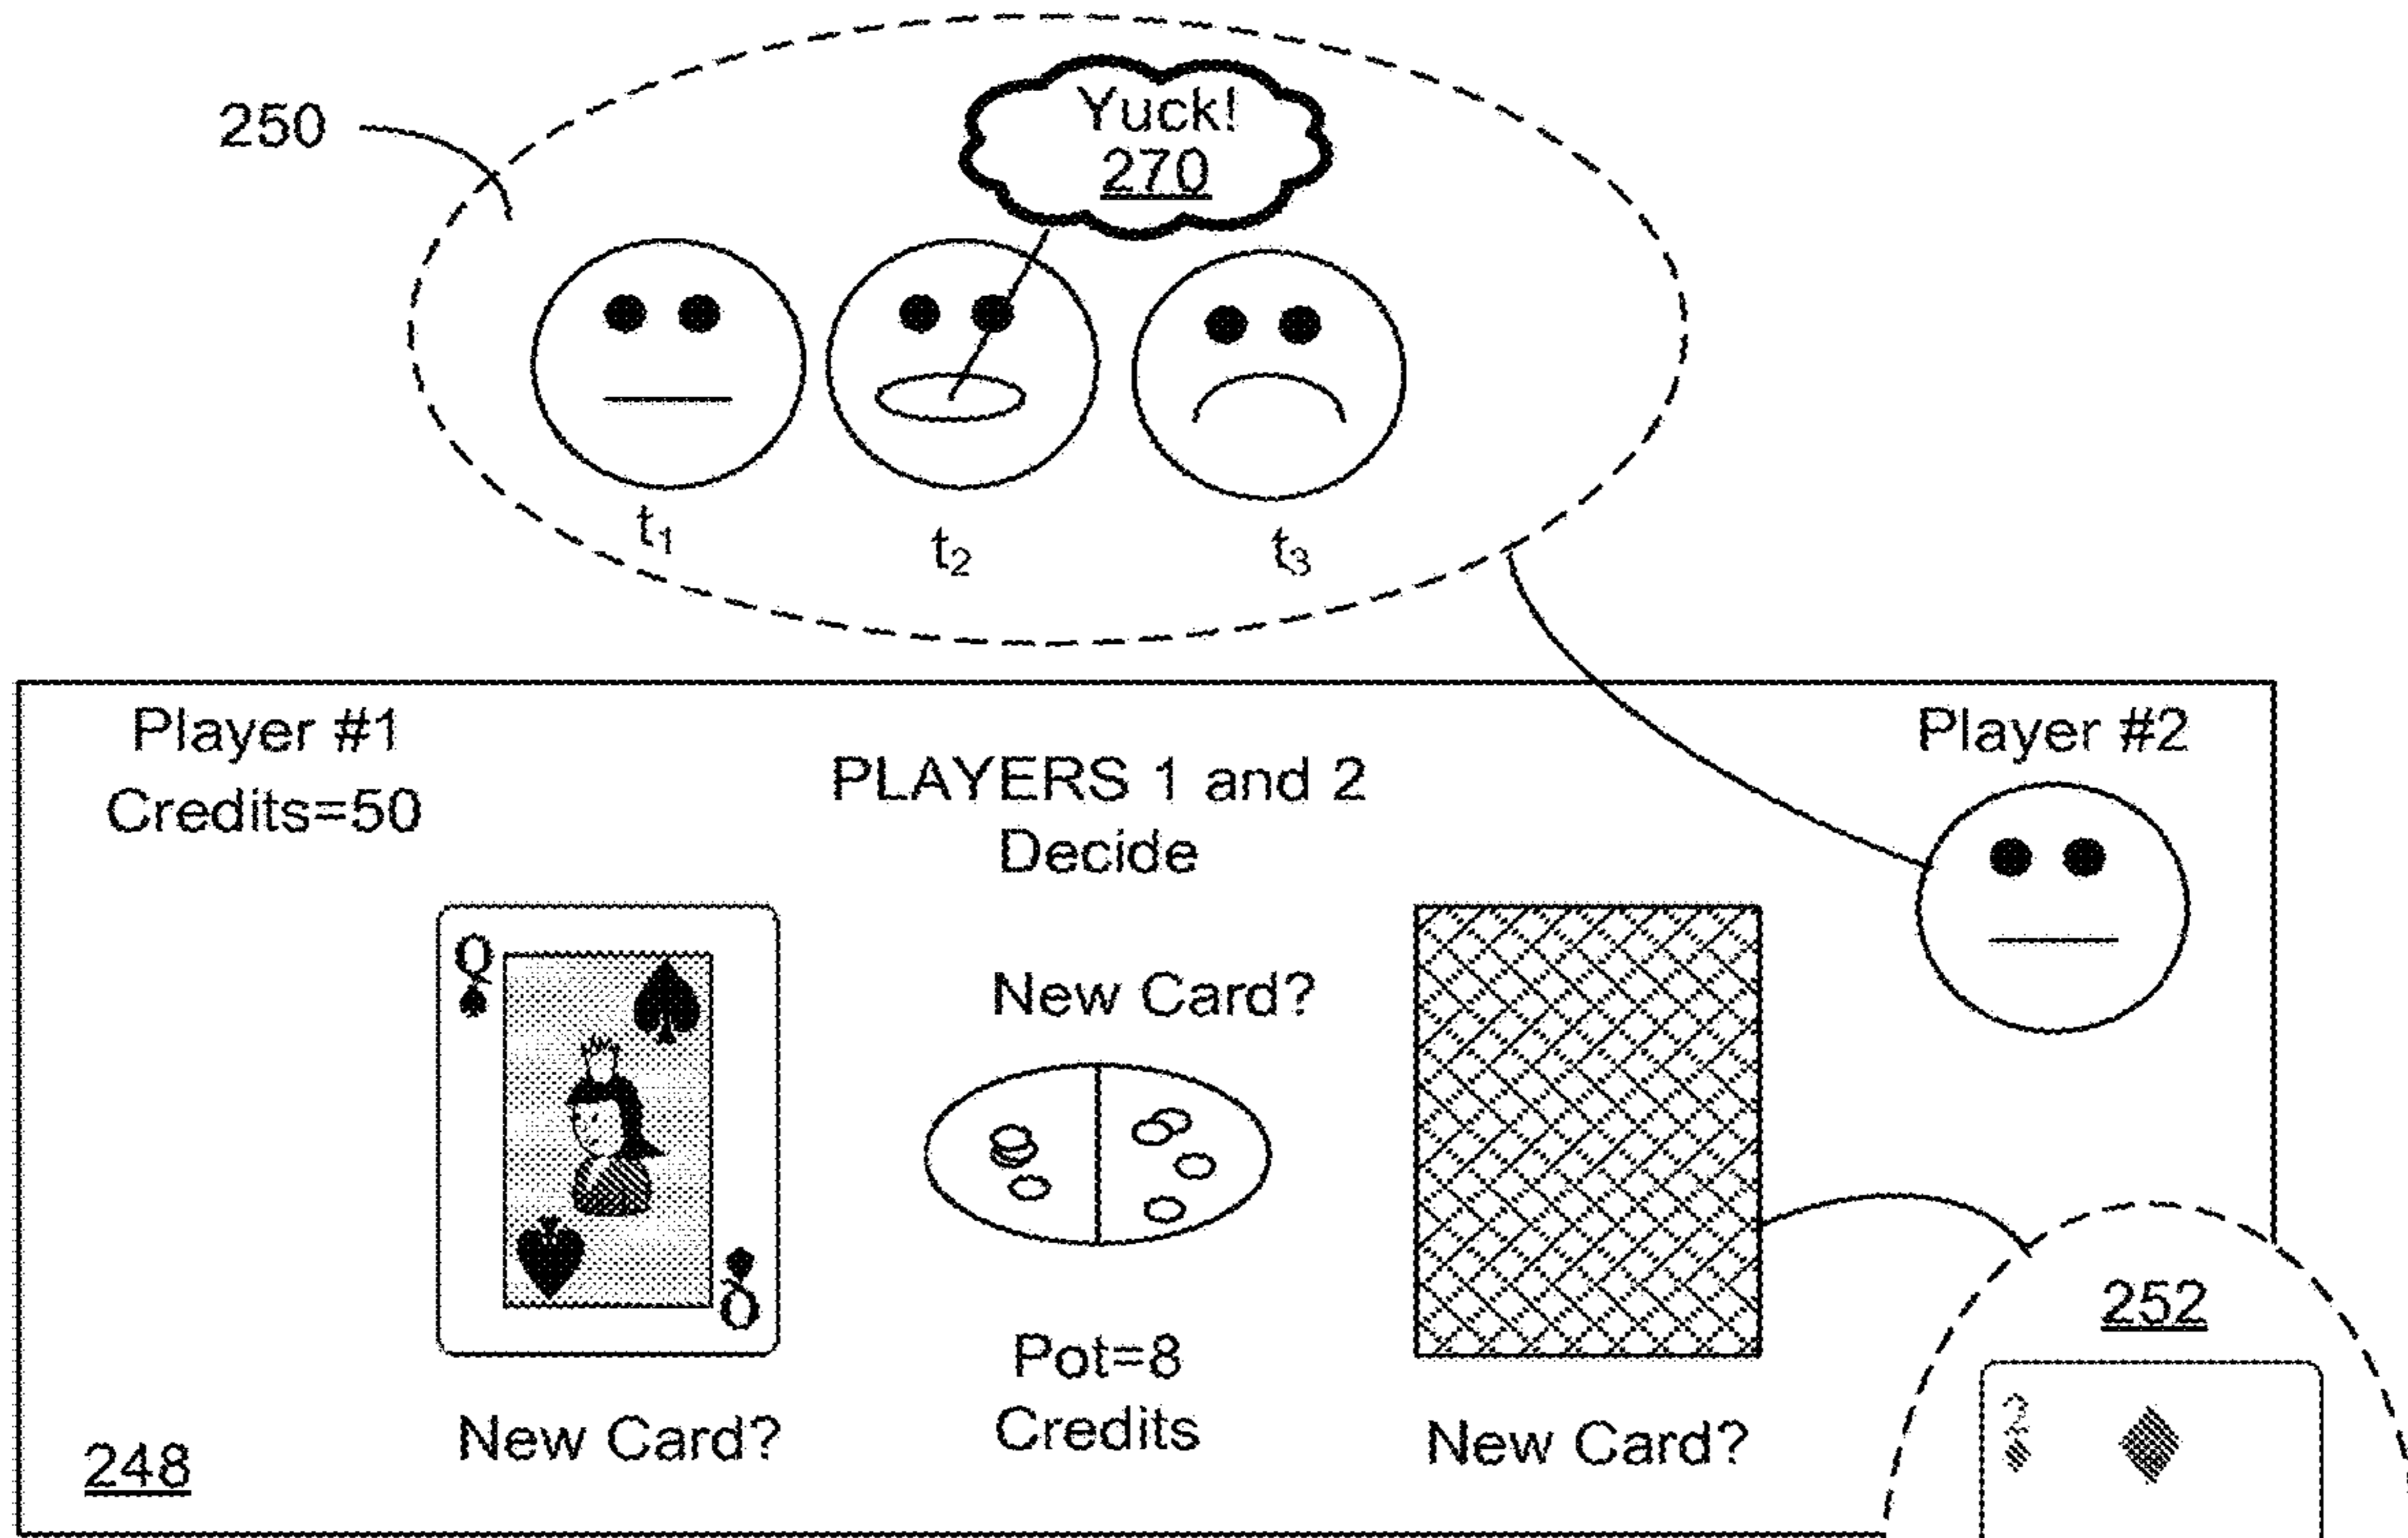 Yuck!
270
250
t1
t2
t3
Player #1
Credits=50
PLAYERS 1 and 2
Decide
Player #2
Q
New Card?
Q
Pot=8
Credits
New Card?
New Card?
248
252
2